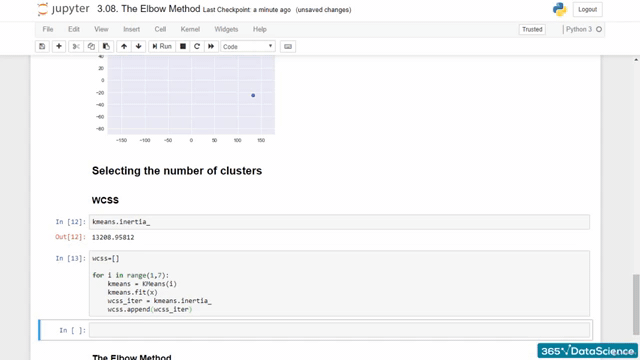 jupyter 3.08. The Elbow Method Last Checkpoint: a minute ago (unsaved changes)
Logout
File Edit View Insert Cell Kernel Widgets Help
Trusted
Python 3
Run
Code
40
20
0
-20
-40
-60
-80
-150 -100 -50 0 50 100 150
Selecting the number of clusters
WCSS
In [12]: kmeans.inertia_
Out[12]: 13208.95812
In [13]: wcss=[]
for i in range(1,7):
kmeans = KMeans(i)
kmeans.fit(x)
wcss_iter = kmeans.inertia_
wcss.append(wcss_iter)
In [ ]:
The Elbow Method
365 DataScience